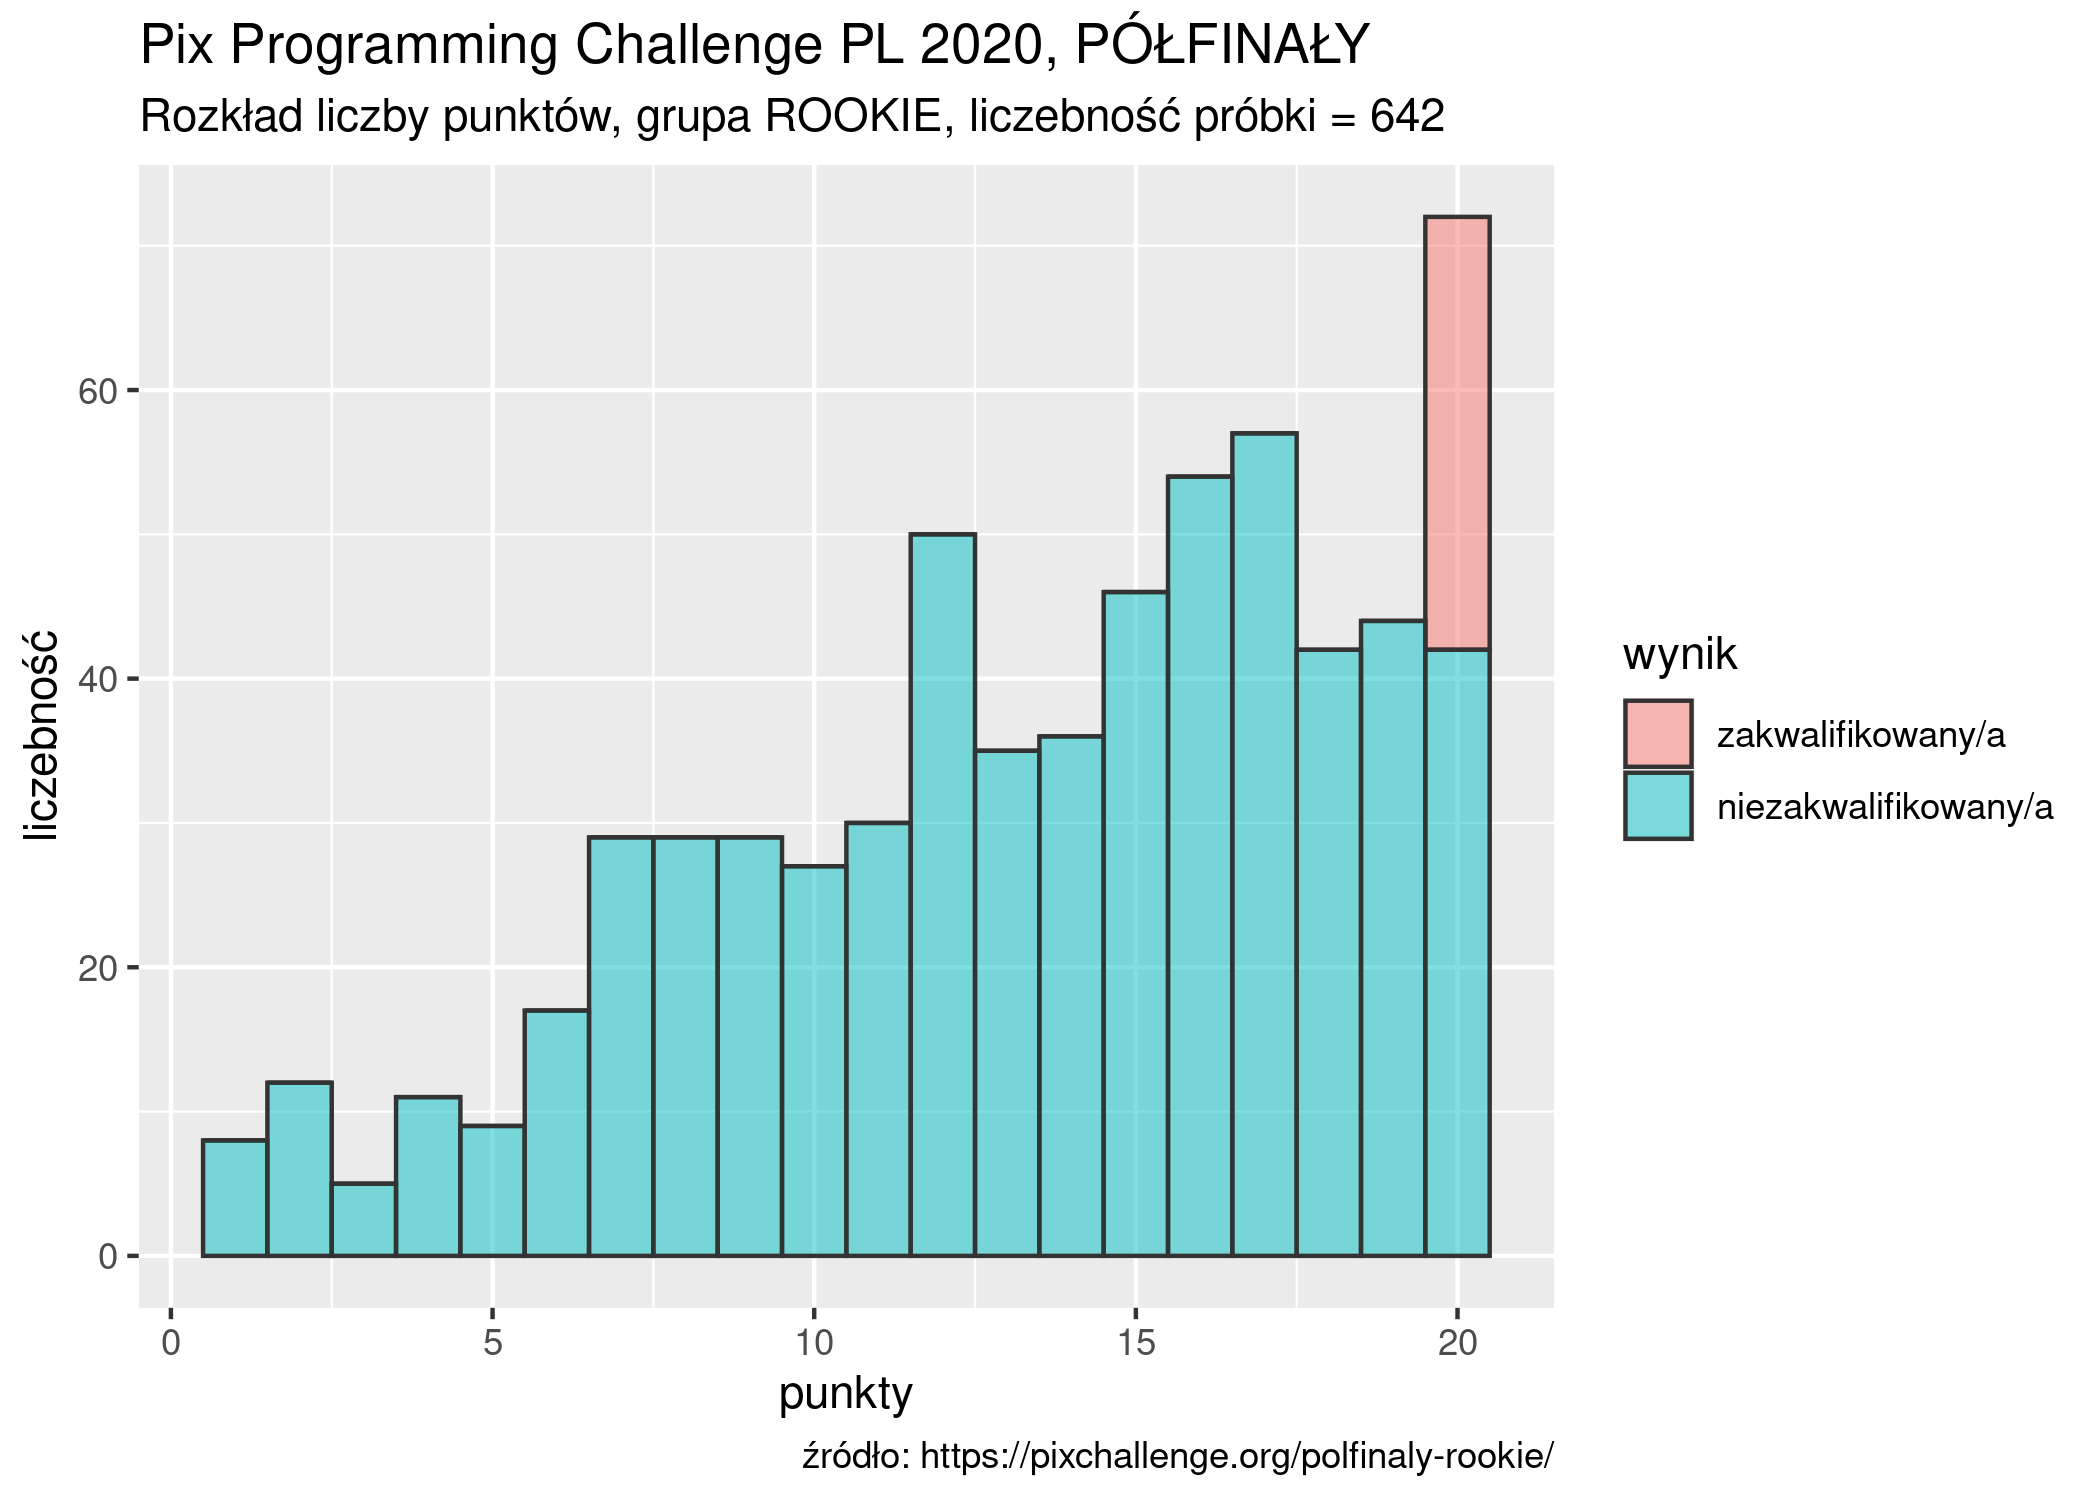 Pix Programming Challenge PL 2020, PÓŁFINAŁY
Rozkład liczby punktów, grupa ROOKIE, liczebność próbki = 642
liczebność
60
40
20
0
0 5 10 15 20
punkty
wynik
zakwalifikowany/a
niezakwalifikowany/a
źródło: https://pixchallenge.org/polfinaly-rookie/